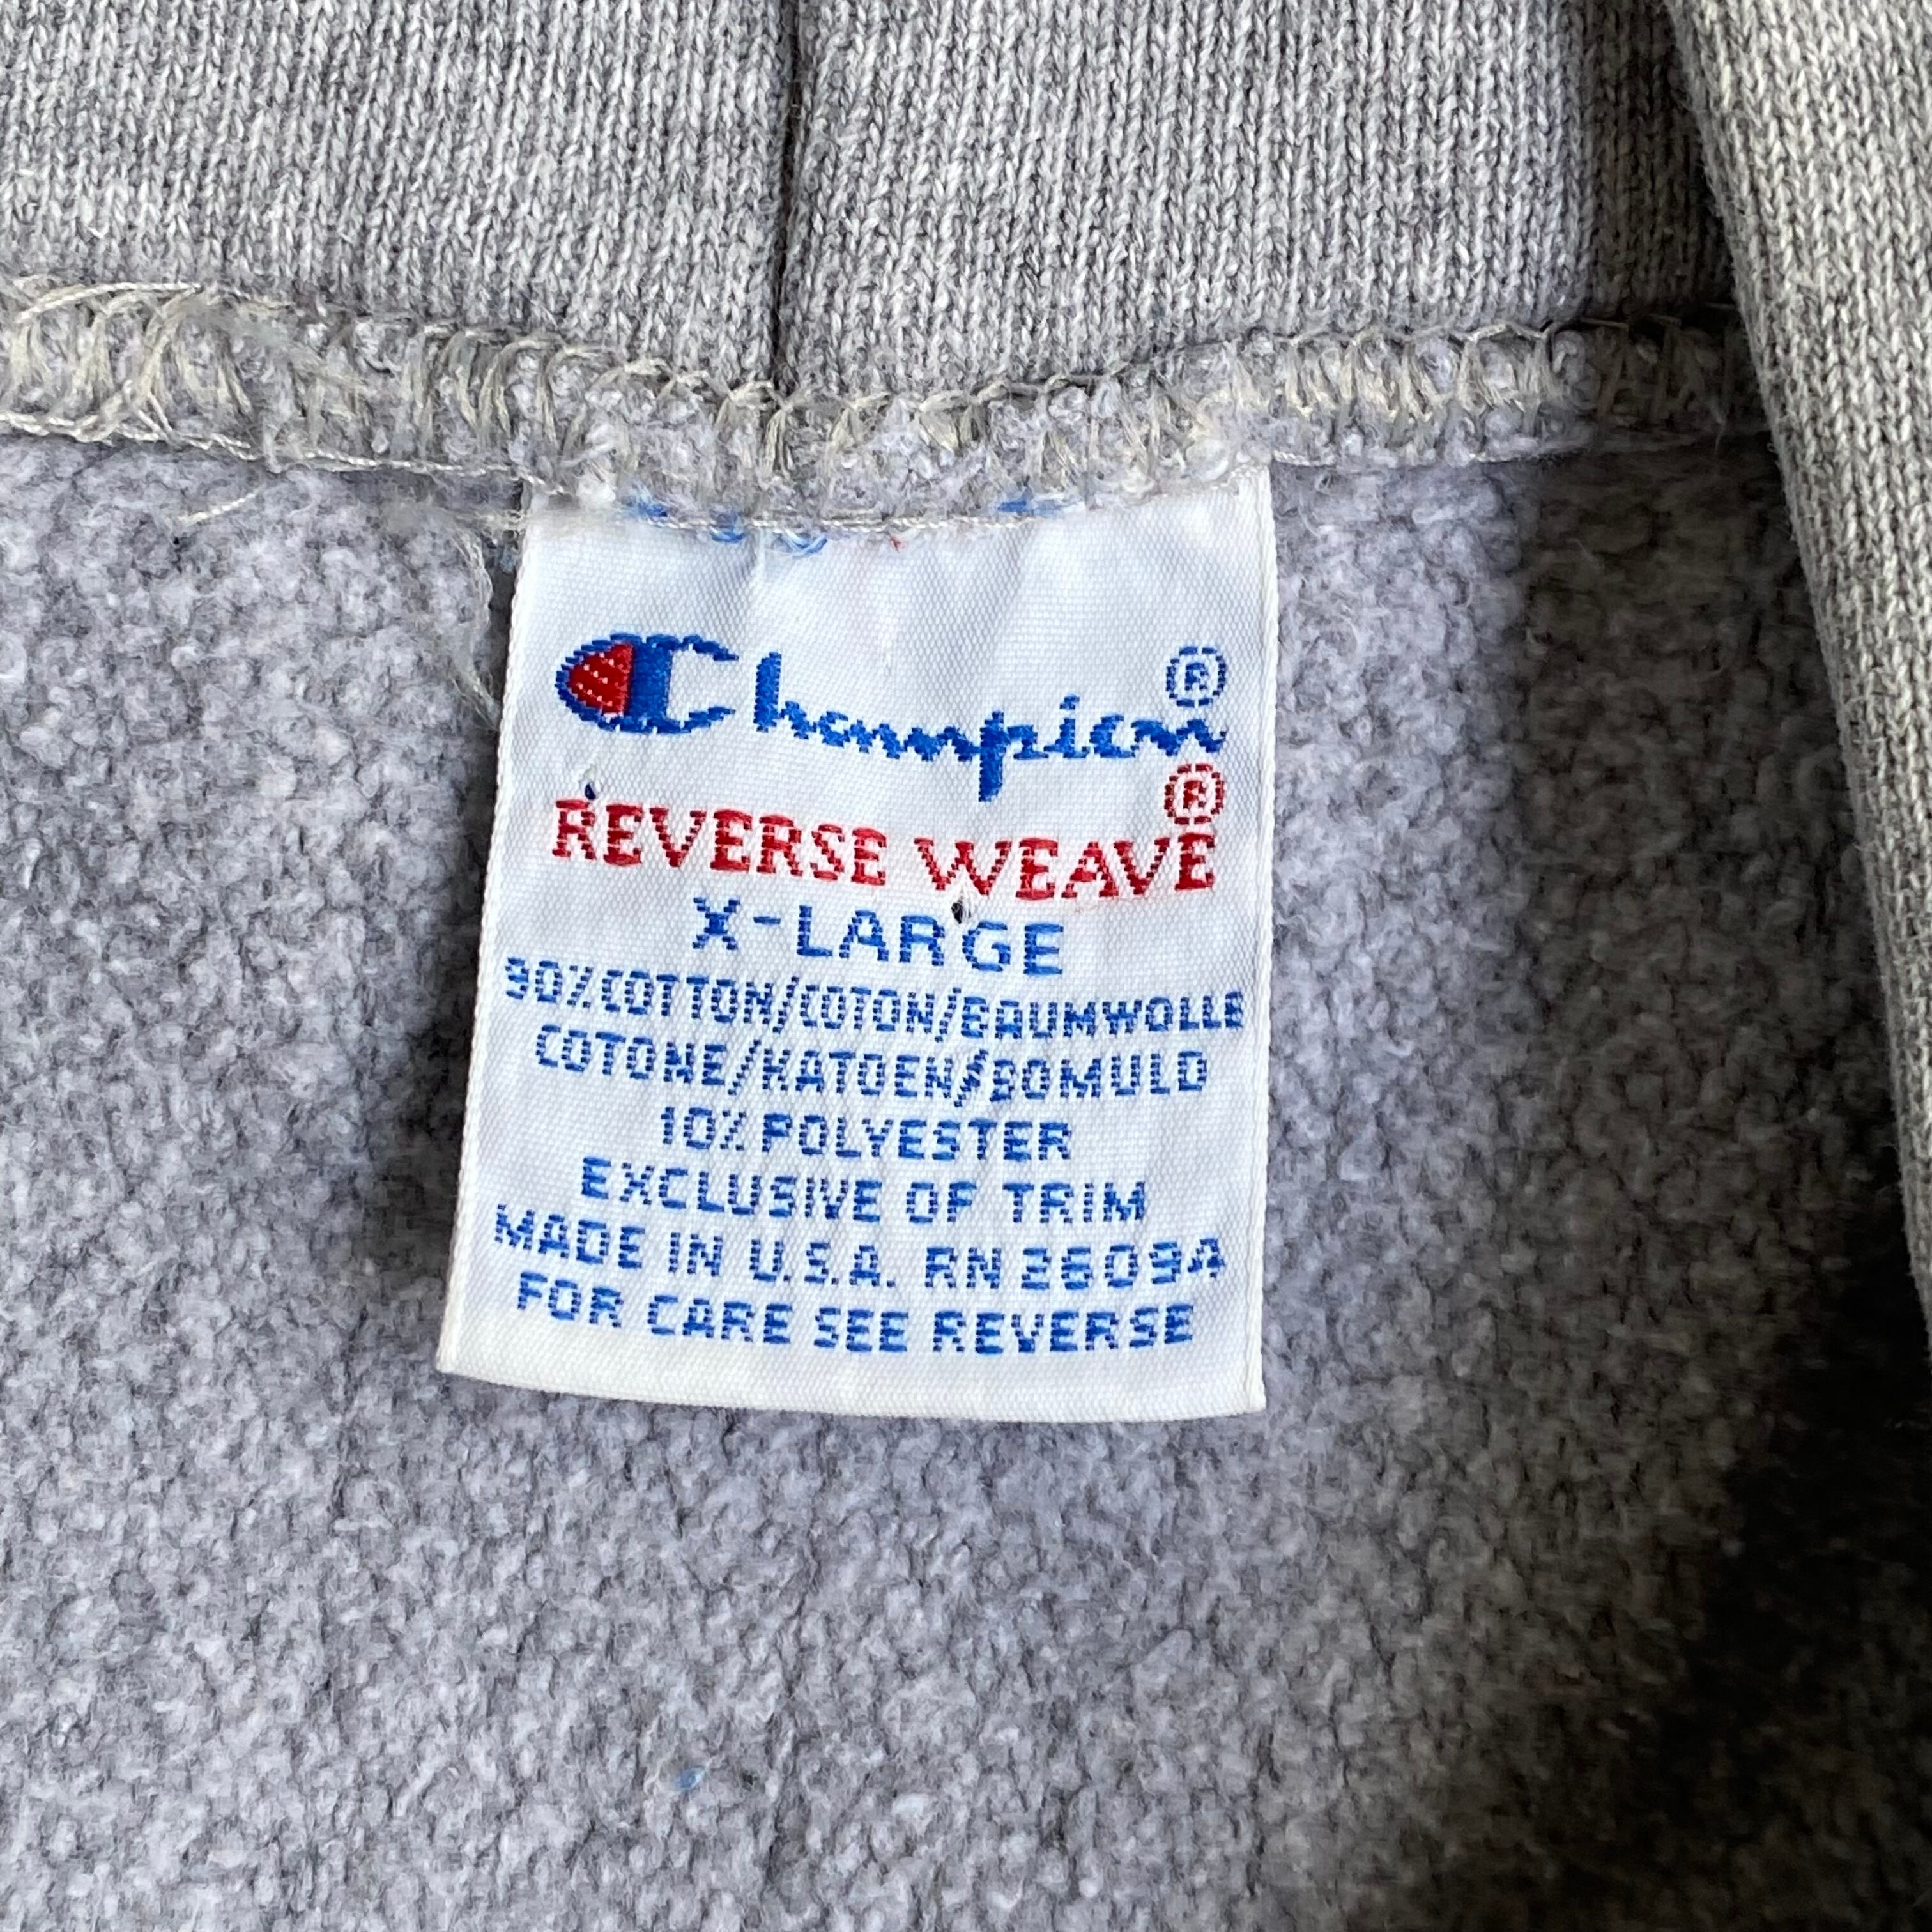 Champion®
REVERSE WEAVE®
X-LARGE
90% COTTON/COTON/BAUMWOLLE
COTONE/KATOEN/BOMULD
10% POLYESTER
EXCLUSIVE OF TRIM
MADE IN U.S.A. RN 26094
FOR CARE SEE REVERSE